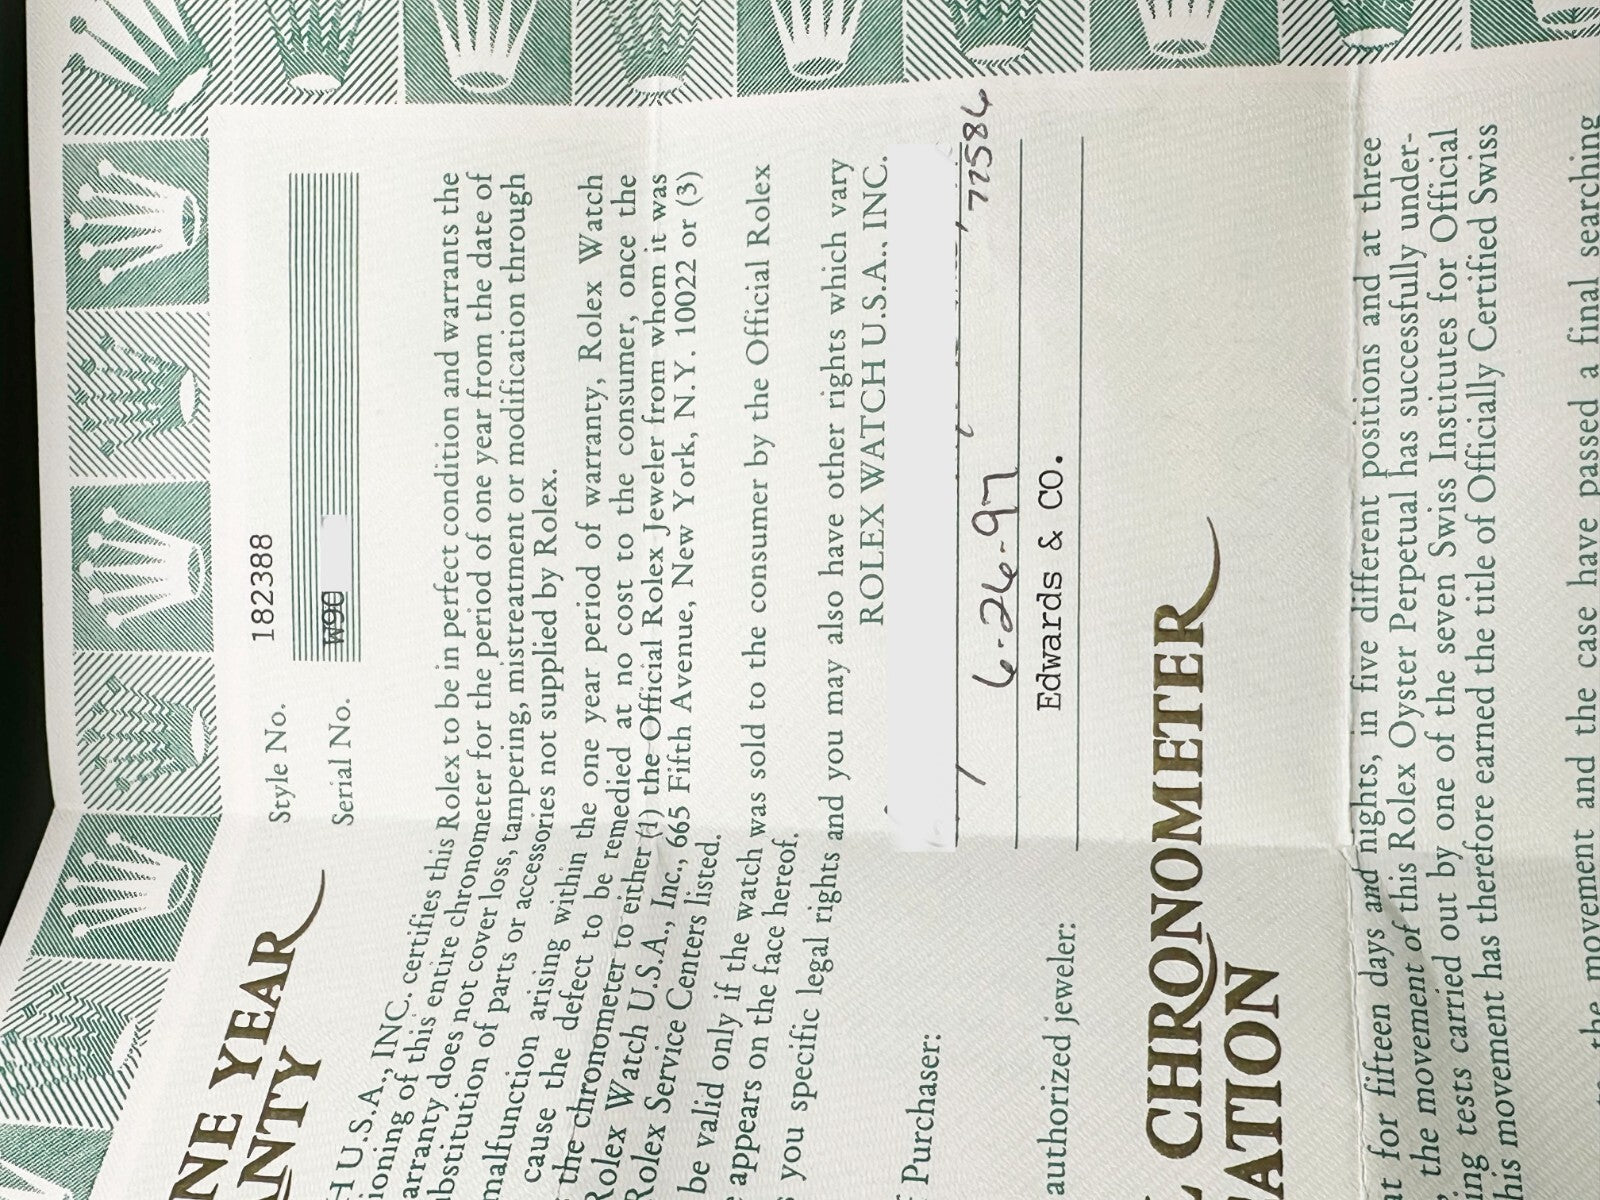 NE YEAR
ANTY
Style No. 182388
Serial No. W90
H U.S.A., INC. certifies this Rolex to be in perfect condition and warrants the
ioning of this entire chronometer for the period of one year from the date of
arranty does not cover loss, tampering, mistreatment or modification through
ubstitution of parts or accessories not supplied by Rolex.
malfunction arising within the one year period of warranty, Rolex Watch
cause the defect to be remedied at no cost to the consumer, once the
the chronometer to either (1) the Official Rolex Jeweler from whom it was
Rolex Watch U.S.A., Inc., 665 Fifth Avenue, New York, N.Y. 10022 or (3)
Rolex Service Centers listed.
be valid only if the watch was sold to the consumer by the Official Rolex
appears on the face hereof.
you specific legal rights and you may also have other rights which vary
ROLEX WATCH U.S.A., INC.
Purchaser:
77586
6-26-97
authorized jeweler: Edwards & CO.
L CHRONOMETER
ATION
t for fifteen days and nights, in five different positions and at three
the movement of this Rolex Oyster Perpetual has successfully under-
ing tests carried out by one of the seven Swiss Institutes for Official
his movement has therefore earned the title of Officially Certified Swiss
the movement and the case have passed a final searching